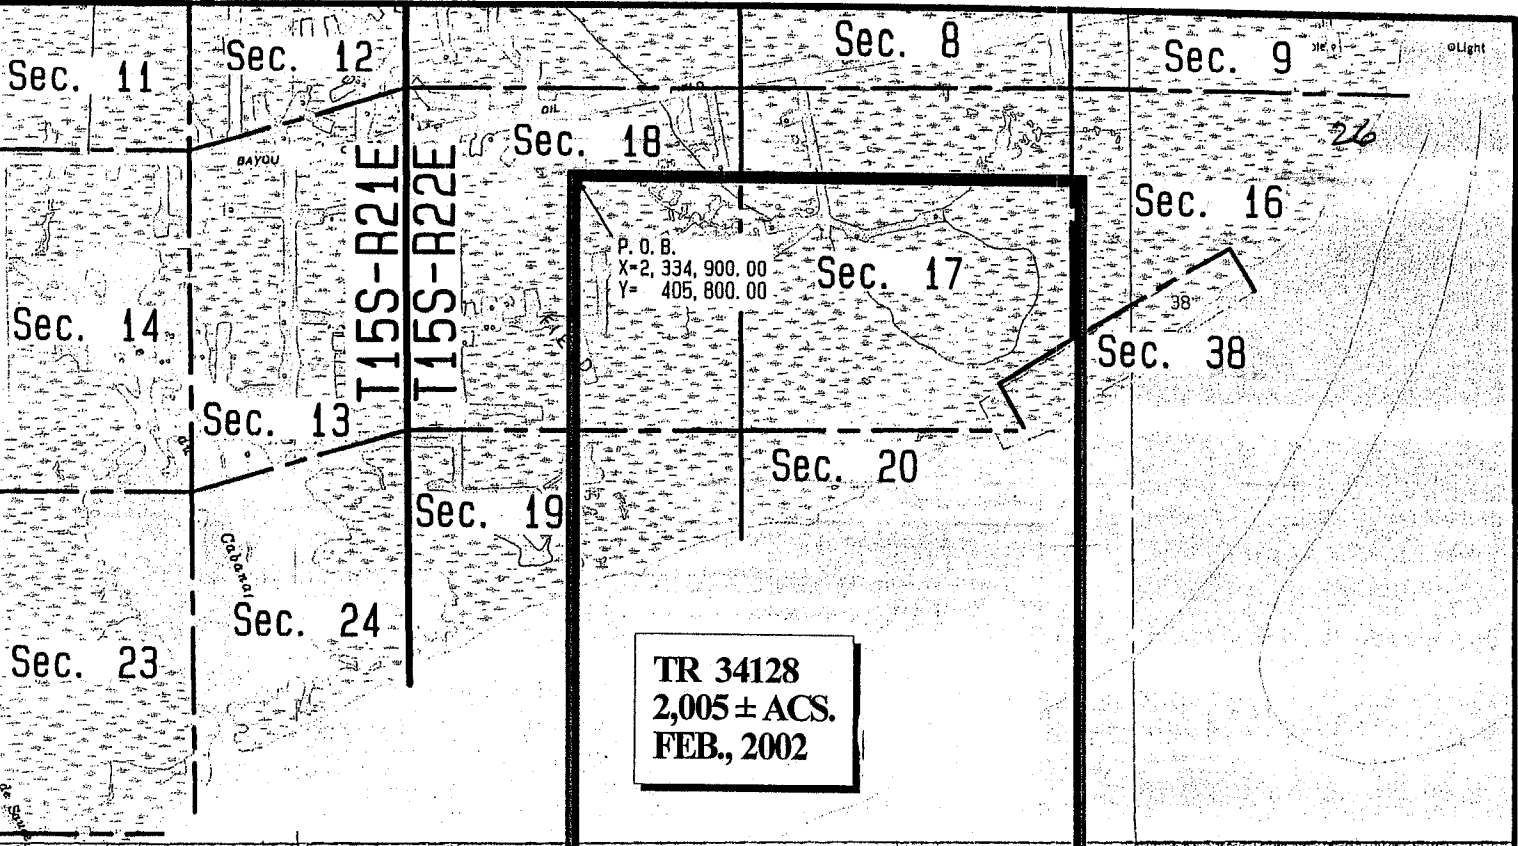 Sec. 8
Sec. 9
Light
Sec. 11
Sec. 12
OIL
26
Sec. 18
BAYOU
T15S-R21E
T15S-R22E
Sec. 16
P.O.B.
X=2,334,900.00
Y= 405,800.00
Sec. 17
38
Sec. 14
FIELD
Sec. 38
Sec. 13
Sec. 20
Sec. 19
Sec. 24
Sec. 23
TR 34128
2,005 ± ACS.
FEB., 2002